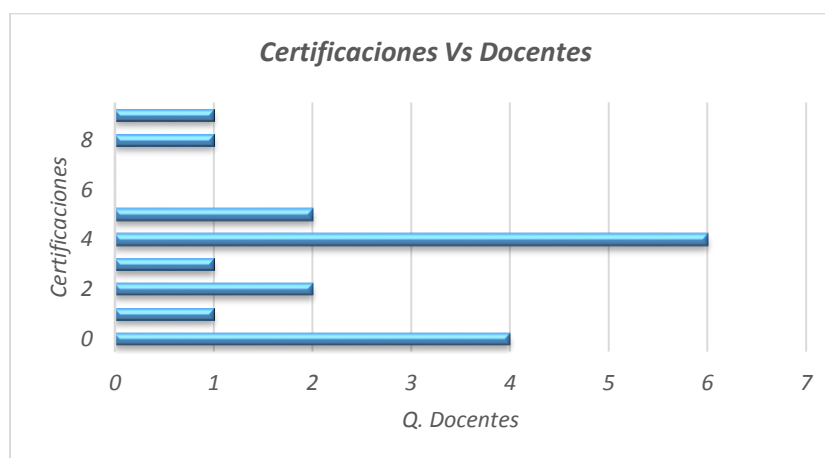 Certificaciones Vs Docentes
Certificaciones
8
6
4
2
0
0 1 2 3 4 5 6 7
Q. Docentes